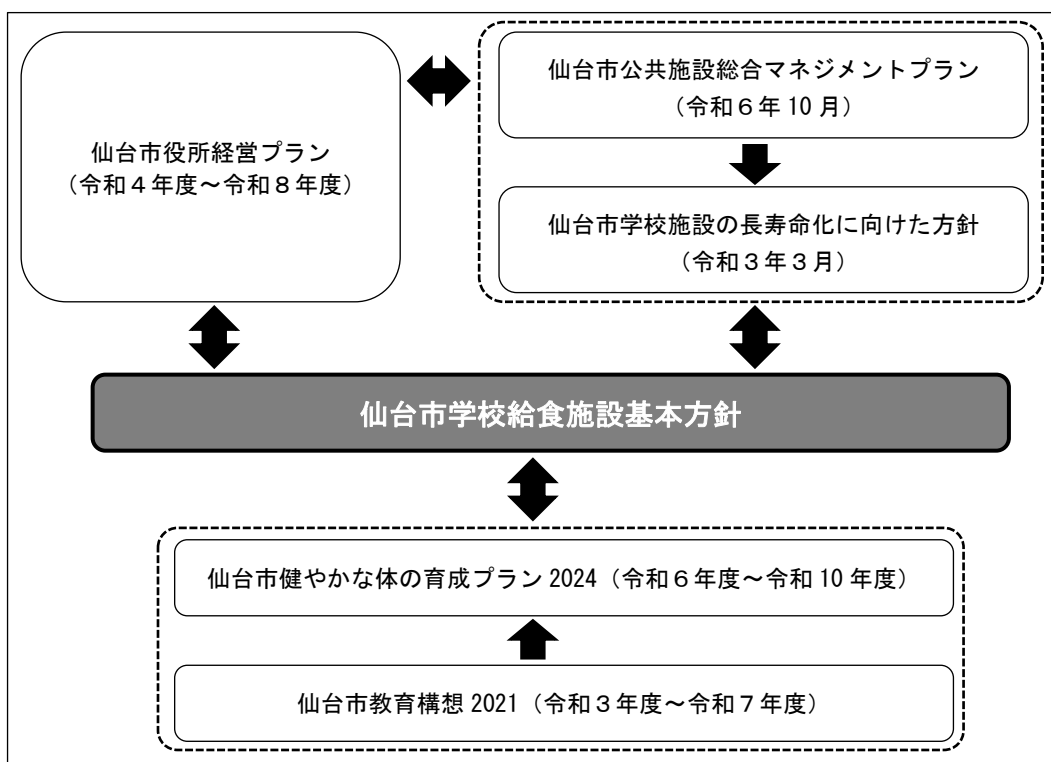 仙台市役所経営プラン
（令和４年度～令和８年度）
仙台市公共施設総合マネジメントプラン
（令和６年 10 月）
仙台市学校施設の長寿命化に向けた方針
（令和３年３月）
仙台市学校給食施設基本方針
仙台市健やかな体の育成プラン 2024（令和６年度～令和 10 年度）
仙台市教育構想 2021（令和３年度～令和７年度）